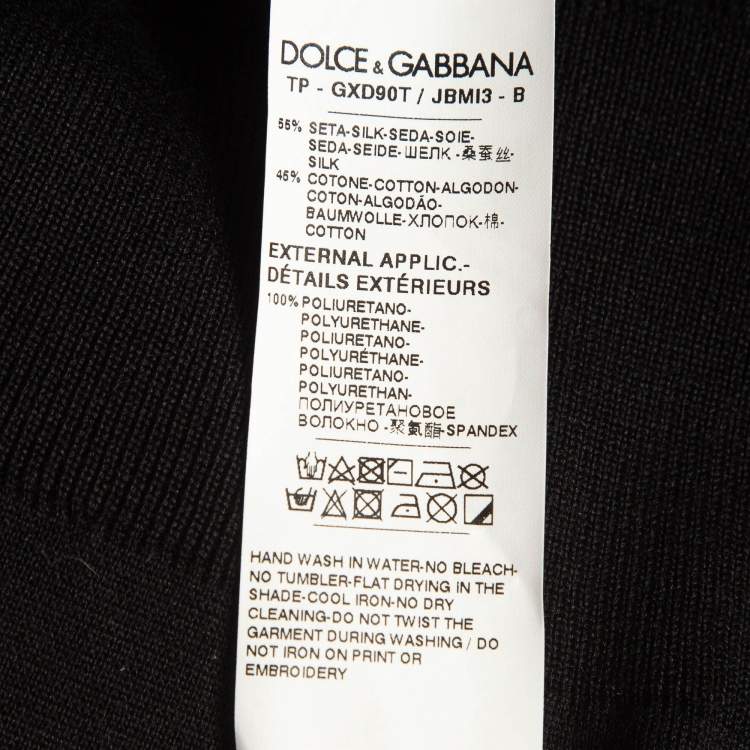 DOLCE & GABBANA
TP - GXD90T / JBMI3 - B
55% SETA-SILK-SEDA-SOIE-
SEDA-SEIDE-ШЕЛК -桑蚕丝-
SILK
45% COTONE-COTTON-ALGODON-
COTON-ALGODÃO-
BAUMWOLLE-ХЛОПОК-棉-
COTTON
EXTERNAL APPLIC.-
DÉTAILS EXTÉRIEURS
100% POLIURETANO-
POLYURETHANE-
POLIURETANO-
POLYURÉTHANE-
POLIURETANO-
POLYURETHAN-
ПОЛИУРЕТАНОВОЕ
ВОЛОКНО -聚氨酯-SPANDEX
HAND WASH IN WATER-NO BLEACH-
NO TUMBLER-FLAT DRYING IN THE
SHADE-COOL IRON-NO DRY
CLEANING-DO NOT TWIST THE
GARMENT DURING WASHING / DO
NOT IRON ON PRINT OR
EMBROIDERY